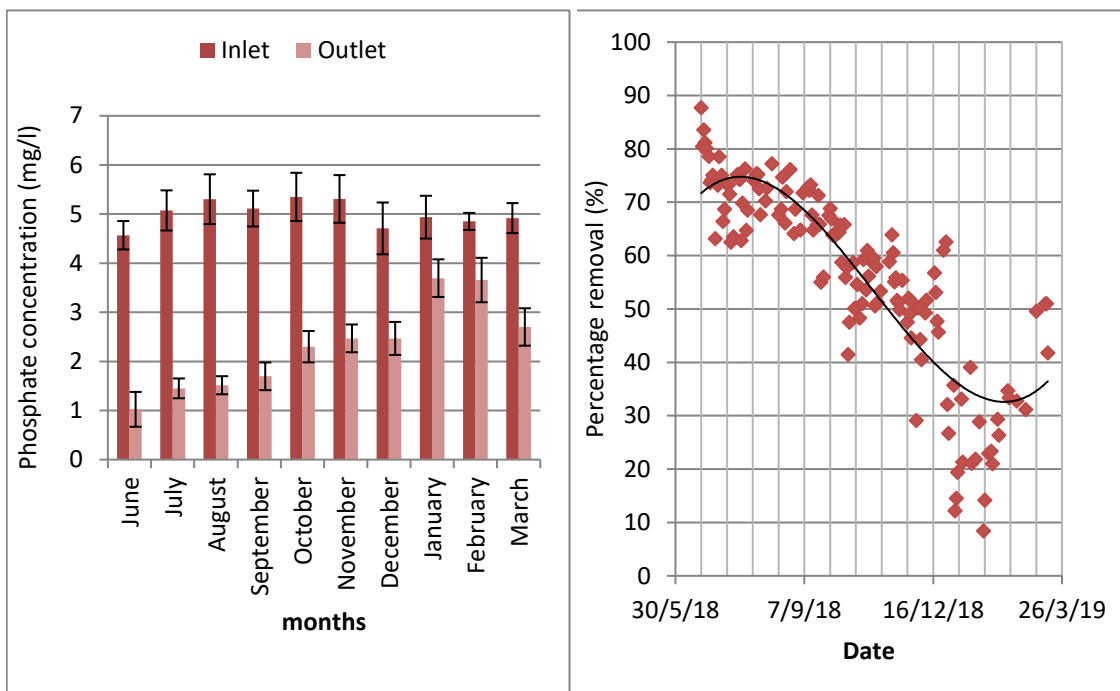 Inlet Outlet
Phosphate concentration (mg/l)
7
6
5
4
3
2
1
0
June
July
August
September
October
November
December
January
February
March
months
Percentage removal (%)
100
90
80
70
60
50
40
30
20
10
0
30/5/18 7/9/18 16/12/18 26/3/19
Date